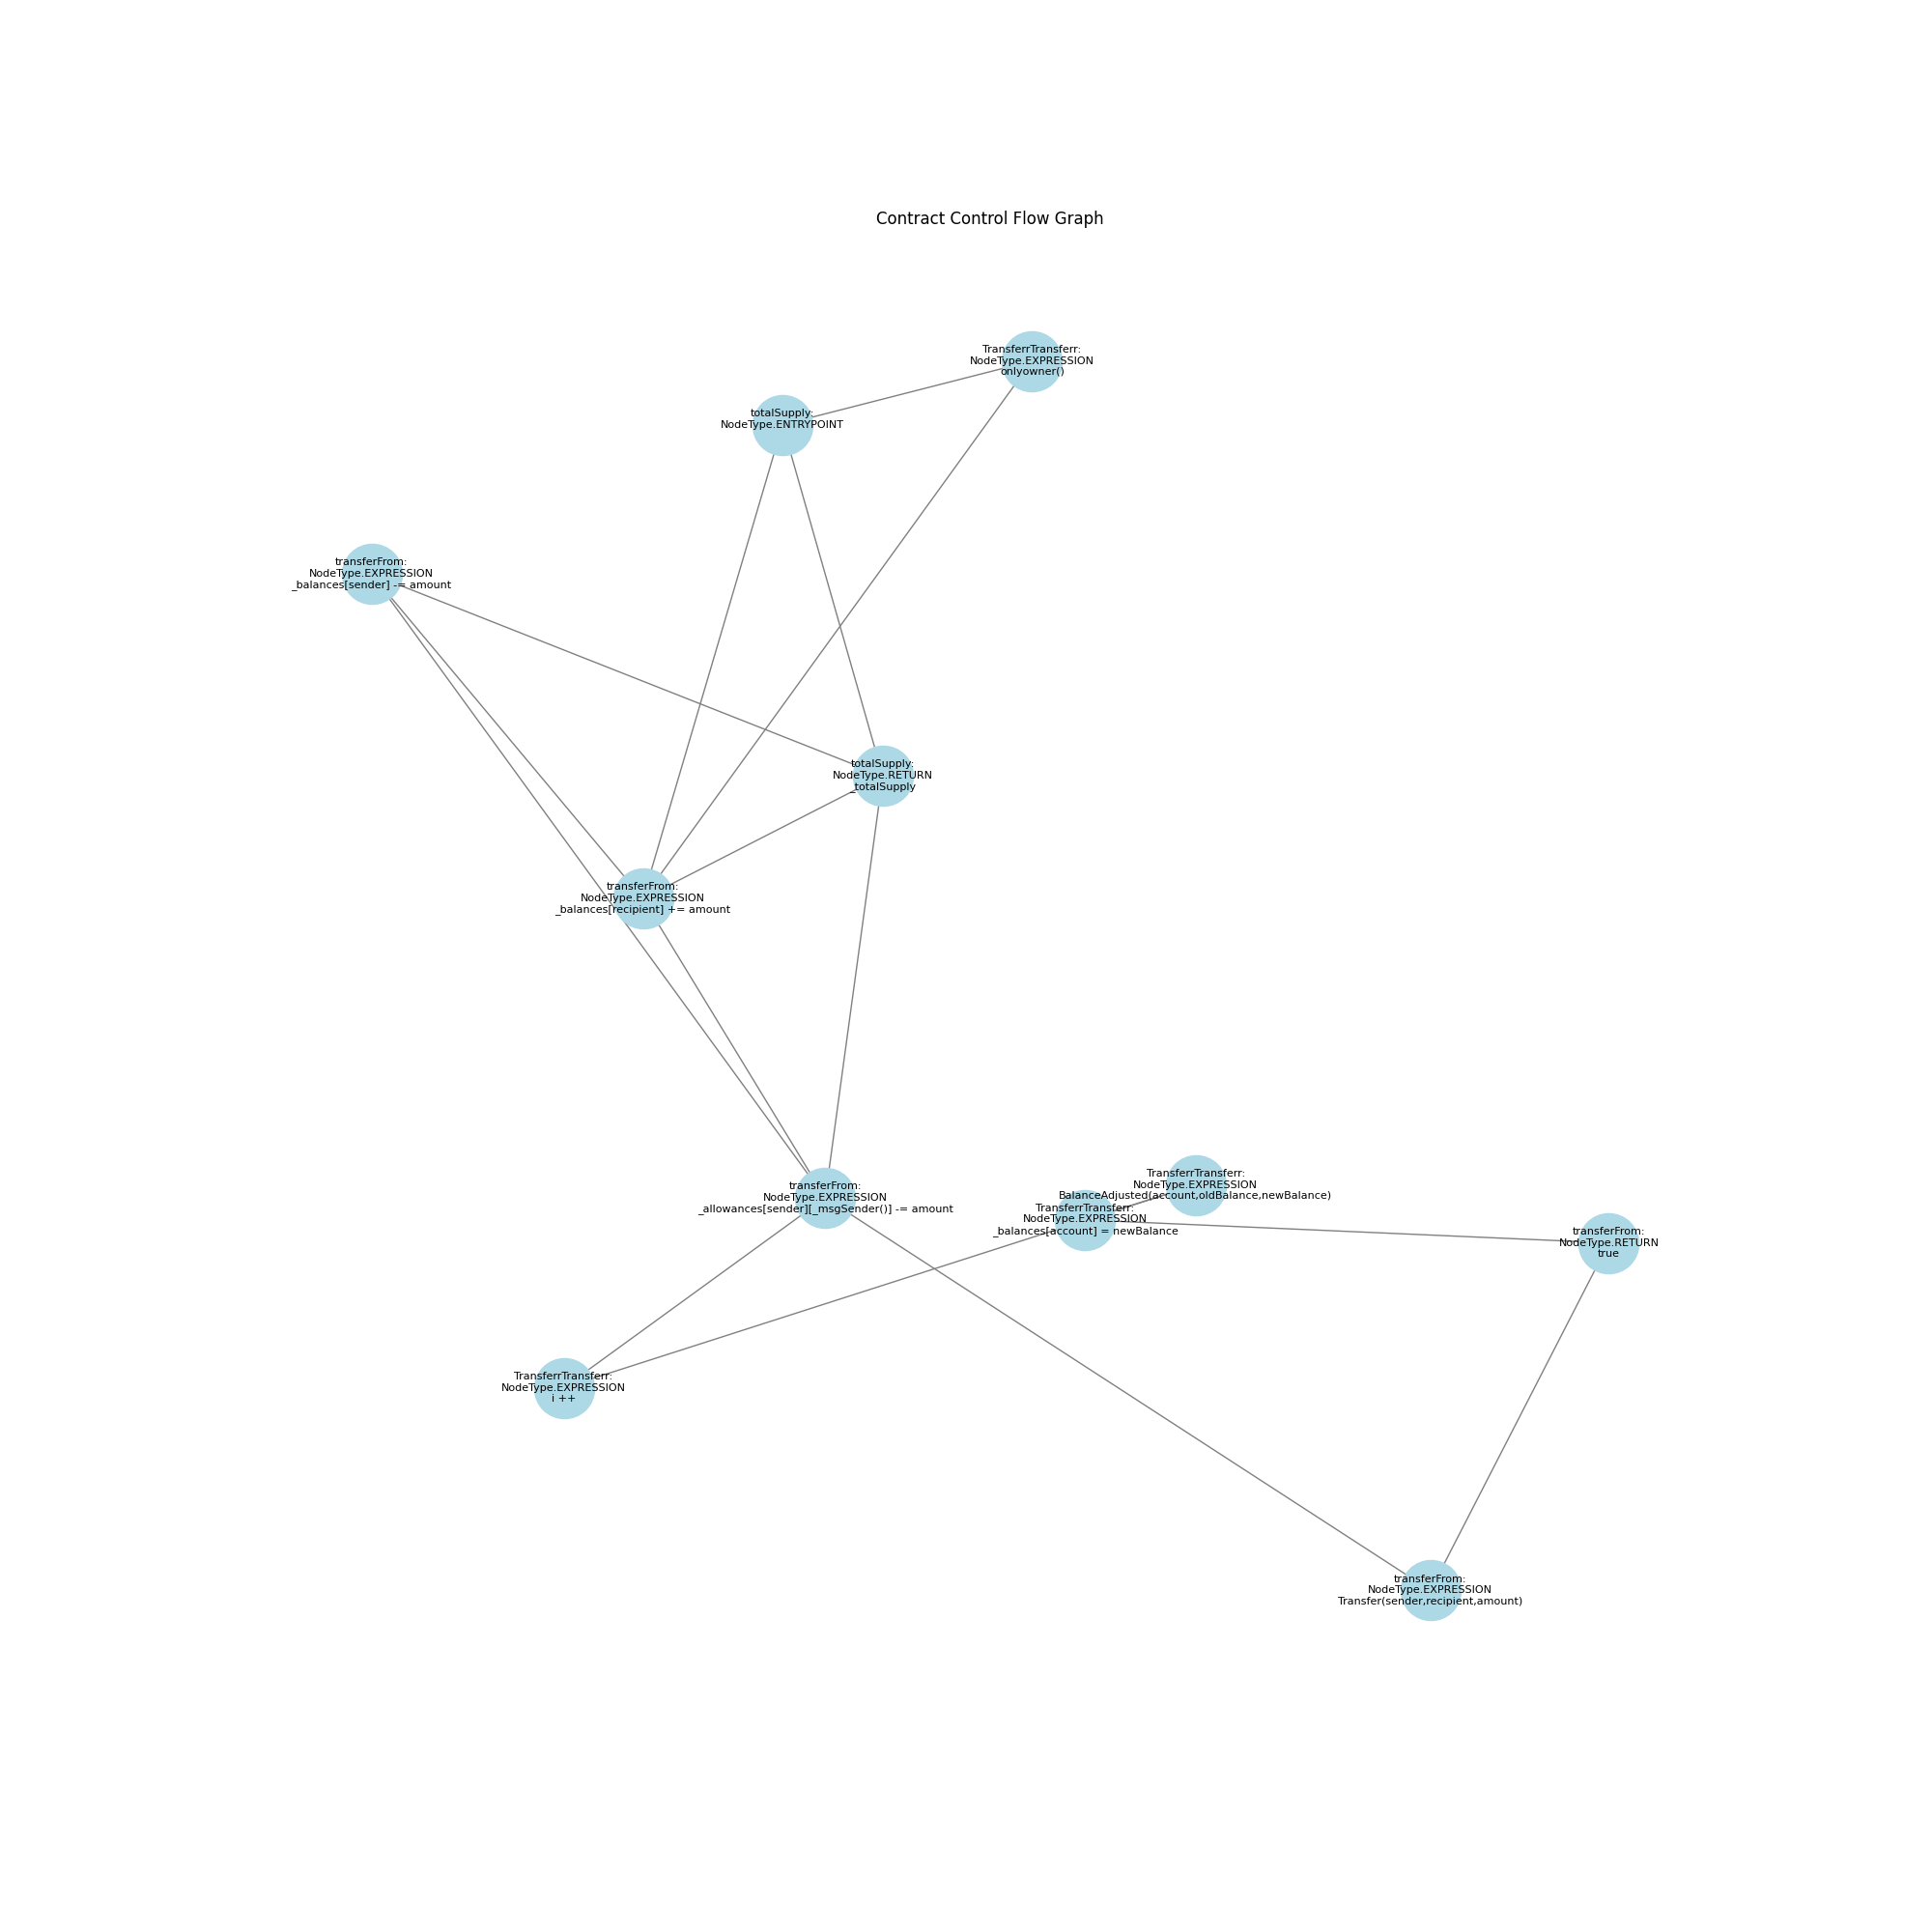 Contract Control Flow Graph
TransferrTransferr:
NodeType.EXPRESSION
onlyowner()
totalSupply:
NodeType.ENTRYPOINT
transferFrom:
NodeType.EXPRESSION
_balances[sender] -= amount
totalSupply:
NodeType.RETURN
_totalSupply
transferFrom:
NodeType.EXPRESSION
_balances[recipient] += amount
transferFrom:
NodeType.EXPRESSION
_allowances[sender][_msgSender()] -= amount
TransferrTransferr:
NodeType.EXPRESSION
BalanceAdjusted(account,oldBalance,newBalance)
TransferrTransferr:
NodeType.EXPRESSION
_balances[account] = newBalance
transferFrom:
NodeType.RETURN
true
TransferrTransferr:
NodeType.EXPRESSION
i ++
transferFrom:
NodeType.EXPRESSION
Transfer(sender,recipient,amount)